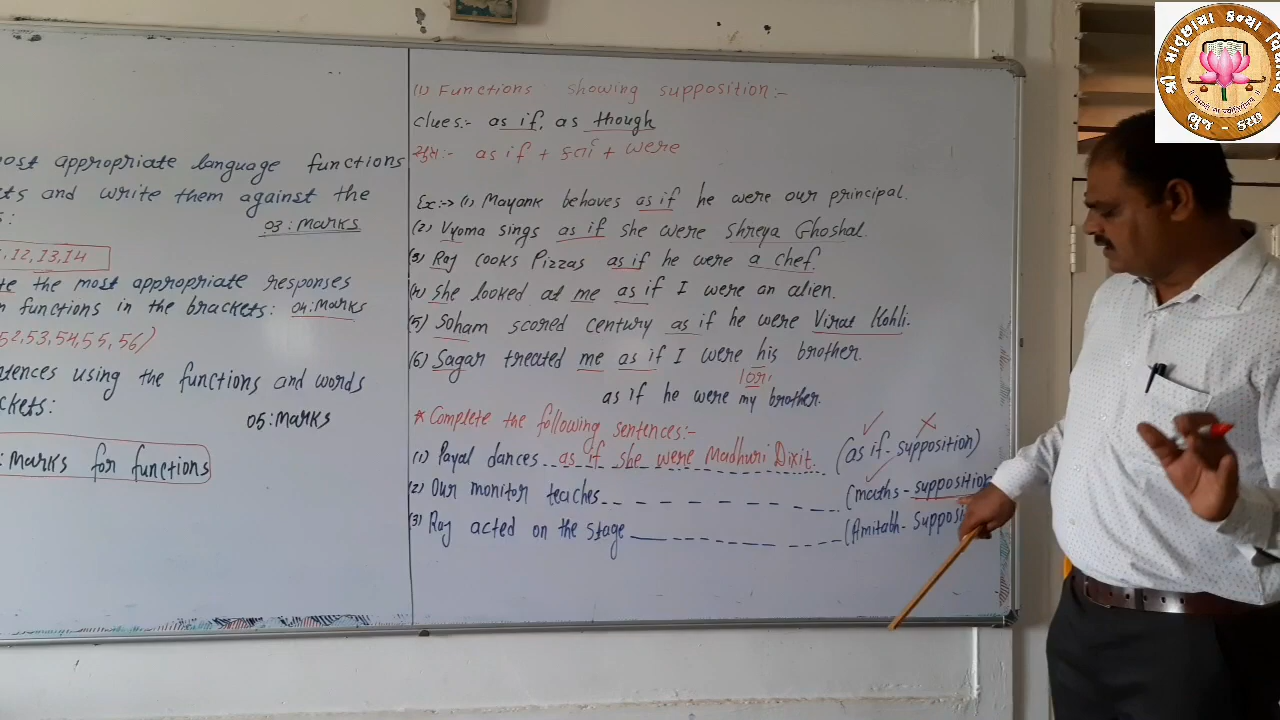 ost appropriate language functions
ts and write them against the
s:
03 : marks
, 12, 13, 14
te the most appropriate responses
n functions in the brackets: 04: Marks
52, 53, 54, 55, 56)
ntences using the functions and words
ckets:
05: marks
: marks for functions
(1) Functions showing supposition:-
clues:- as if, as though
સૂત્ર:- as if + કર્તા + were
Ex:-> (1) Mayank behaves as if he were our principal.
(2) Vyoma sings as if she were Shreya Ghoshal.
(3) Raj cooks Pizzas as if he were a chef.
(4) She looked at me as if I were an alien.
(5) Soham scored century as if he were Virat Kohli.
(6) Sagar treated me as if I were his brother.
/or/
as if he were my brother.
* Complete the following sentences:-
(1) Payal dances as if she were Madhuri Dixit. (as if - supposition)
(2) Our monitor teaches (maths - supposition
(3) Raj acted on the stage (Amitabh - Supposi
શ્રી માતૃછાયા કન્યા વિદ્યાલય
ભુજ - કચ્છ